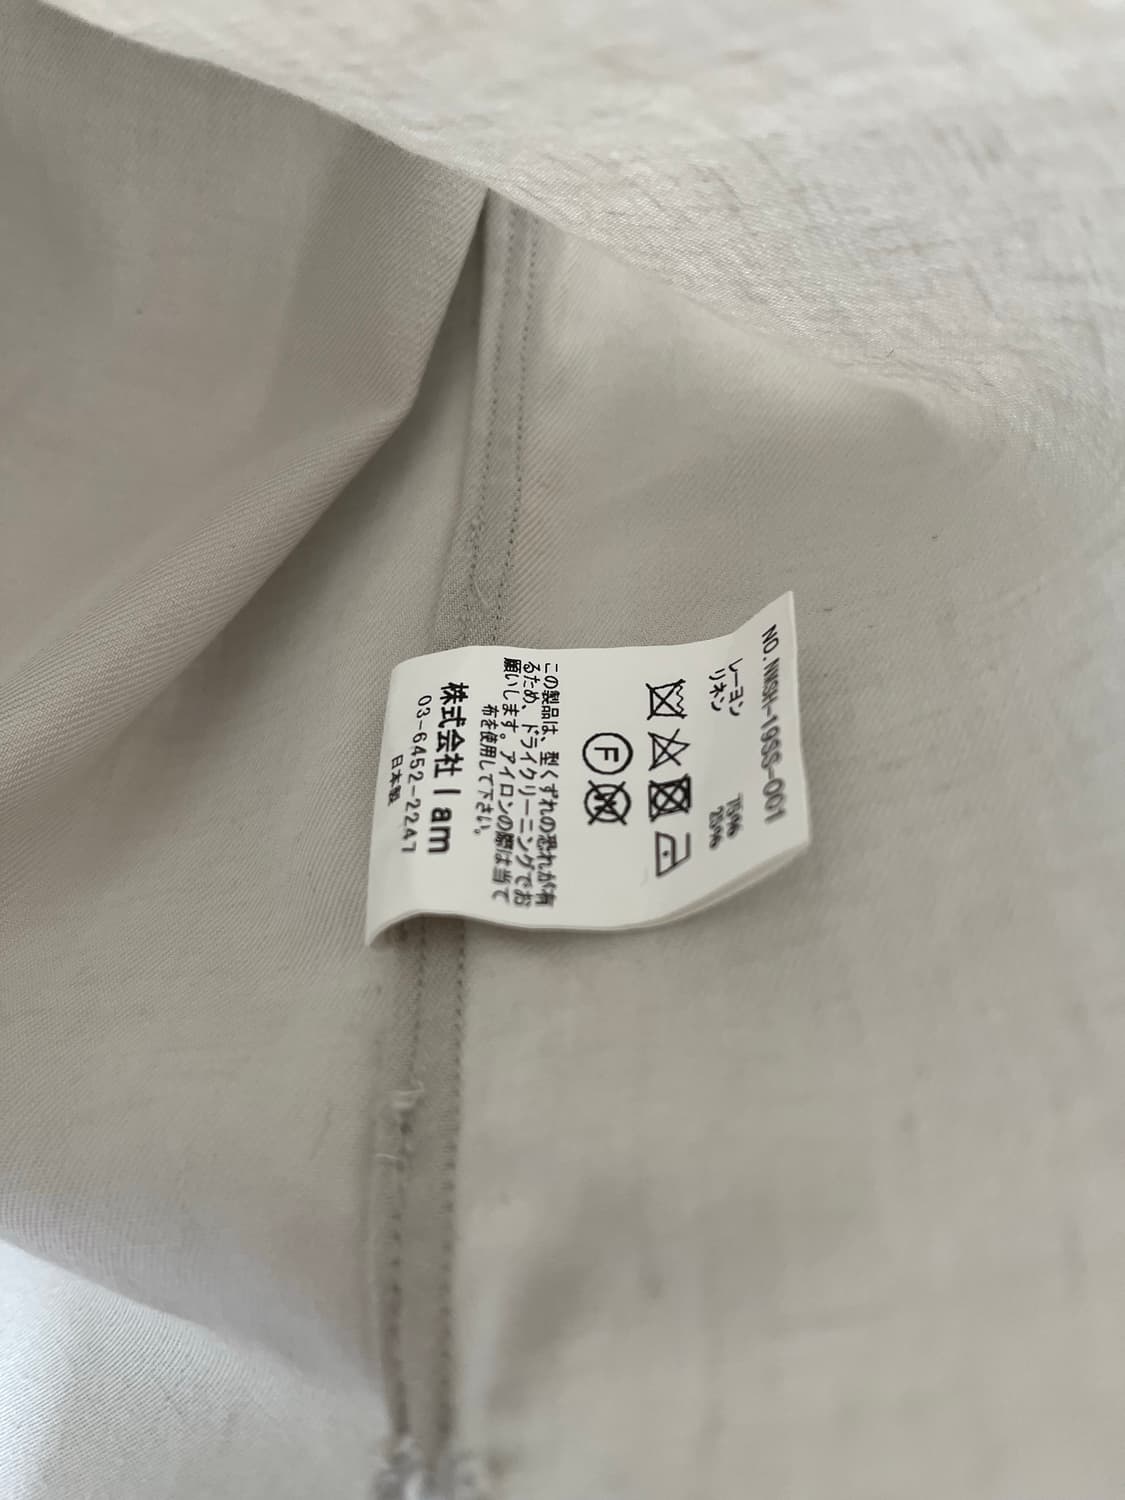 NO.NWSH-19SS-001
レーヨン 75%
リネン 25%
F W
この製品は、型くずれの恐れが有
るため、ドライクリーニングでお
願いします。アイロンの際は当て
布を使用して下さい。
株式会社 I am
03-6452-2247
日本製